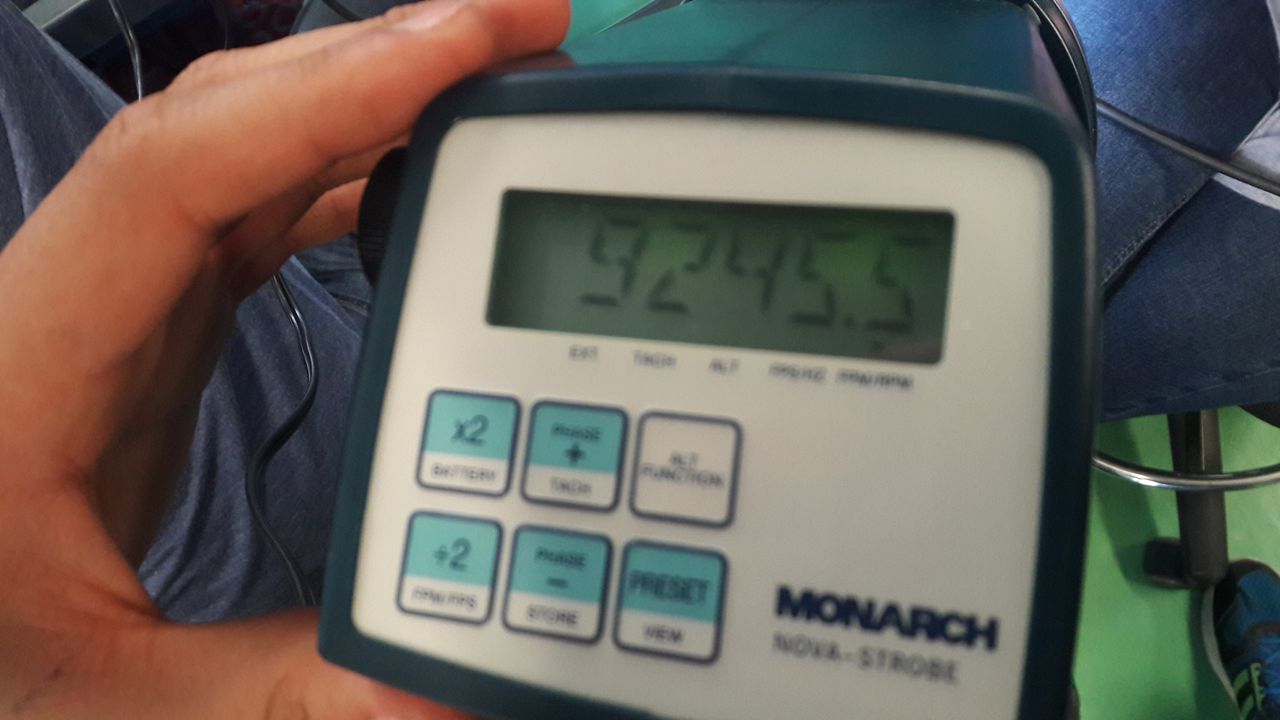 9245.5
EXT TACH ALT FPS/HZ FPM/RPM
x2 PHASE + ALT FUNCTION
BATTERY TACH
÷2 PHASE - PRESET
FPM/FPS STORE VIEW
MONARCH
NOVA-STROBE